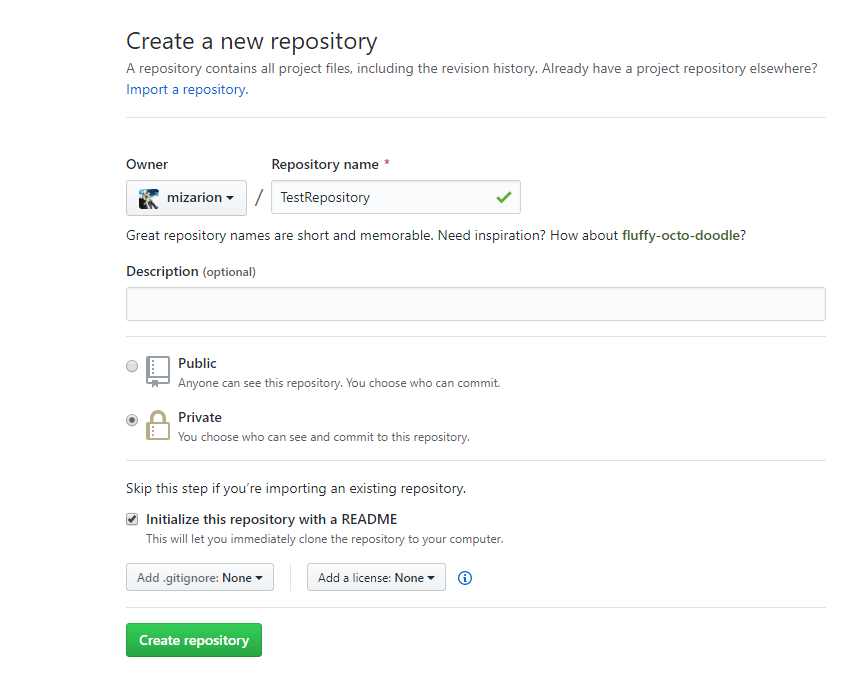 Create a new repository
A repository contains all project files, including the revision history. Already have a project repository elsewhere?
Import a repository.
Owner
Repository name *
mizarion / TestRepository
Great repository names are short and memorable. Need inspiration? How about fluffy-octo-doodle?
Description (optional)
Public
Anyone can see this repository. You choose who can commit.
Private
You choose who can see and commit to this repository.
Skip this step if you’re importing an existing repository.
Initialize this repository with a README
This will let you immediately clone the repository to your computer.
Add .gitignore: None
Add a license: None
Create repository